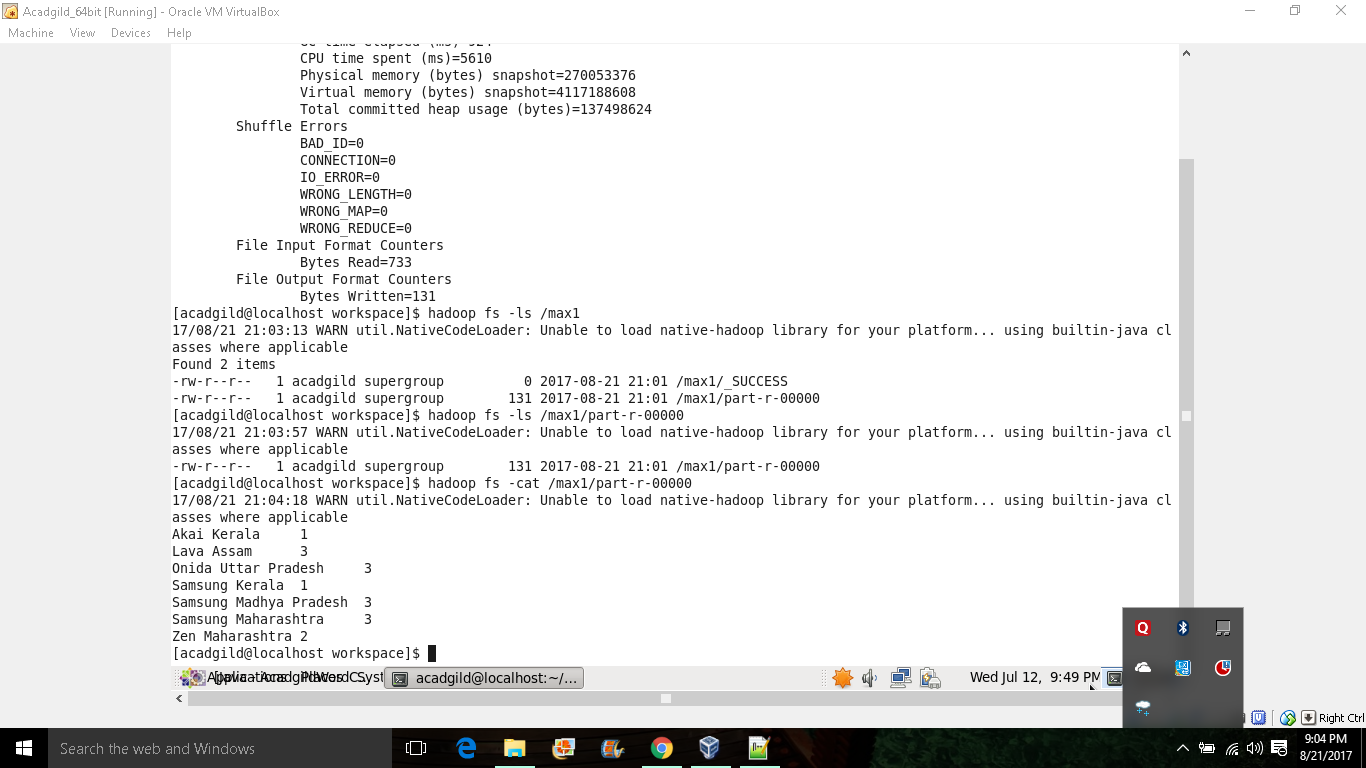 Acadgild_64bit [Running] - Oracle VM VirtualBox
Machine View Devices Help
CPU time spent (ms)=5610
Physical memory (bytes) snapshot=270053376
Virtual memory (bytes) snapshot=4117188608
Total committed heap usage (bytes)=137498624
Shuffle Errors
BAD_ID=0
CONNECTION=0
IO_ERROR=0
WRONG_LENGTH=0
WRONG_MAP=0
WRONG_REDUCE=0
File Input Format Counters
Bytes Read=733
File Output Format Counters
Bytes Written=131
[acadgild@localhost workspace]$ hadoop fs -ls /max1
17/08/21 21:03:13 WARN util.NativeCodeLoader: Unable to load native-hadoop library for your platform... using builtin-java cl
asses where applicable
Found 2 items
-rw-r--r-- 1 acadgild supergroup 0 2017-08-21 21:01 /max1/_SUCCESS
-rw-r--r-- 1 acadgild supergroup 131 2017-08-21 21:01 /max1/part-r-00000
[acadgild@localhost workspace]$ hadoop fs -ls /max1/part-r-00000
17/08/21 21:03:57 WARN util.NativeCodeLoader: Unable to load native-hadoop library for your platform... using builtin-java cl
asses where applicable
-rw-r--r-- 1 acadgild supergroup 131 2017-08-21 21:01 /max1/part-r-00000
[acadgild@localhost workspace]$ hadoop fs -cat /max1/part-r-00000
17/08/21 21:04:18 WARN util.NativeCodeLoader: Unable to load native-hadoop library for your platform... using builtin-java cl
asses where applicable
Akai Kerala 1
Lava Assam 3
Onida Uttar Pradesh 3
Samsung Kerala 1
Samsung Madhya Pradesh 3
Samsung Maharashtra 3
Zen Maharashtra 2
[acadgild@localhost workspace]$
acadgild@localhost:~/... Wed Jul 12, 9:49 PM
Right Ctrl
Search the web and Windows
9:04 PM
8/21/2017